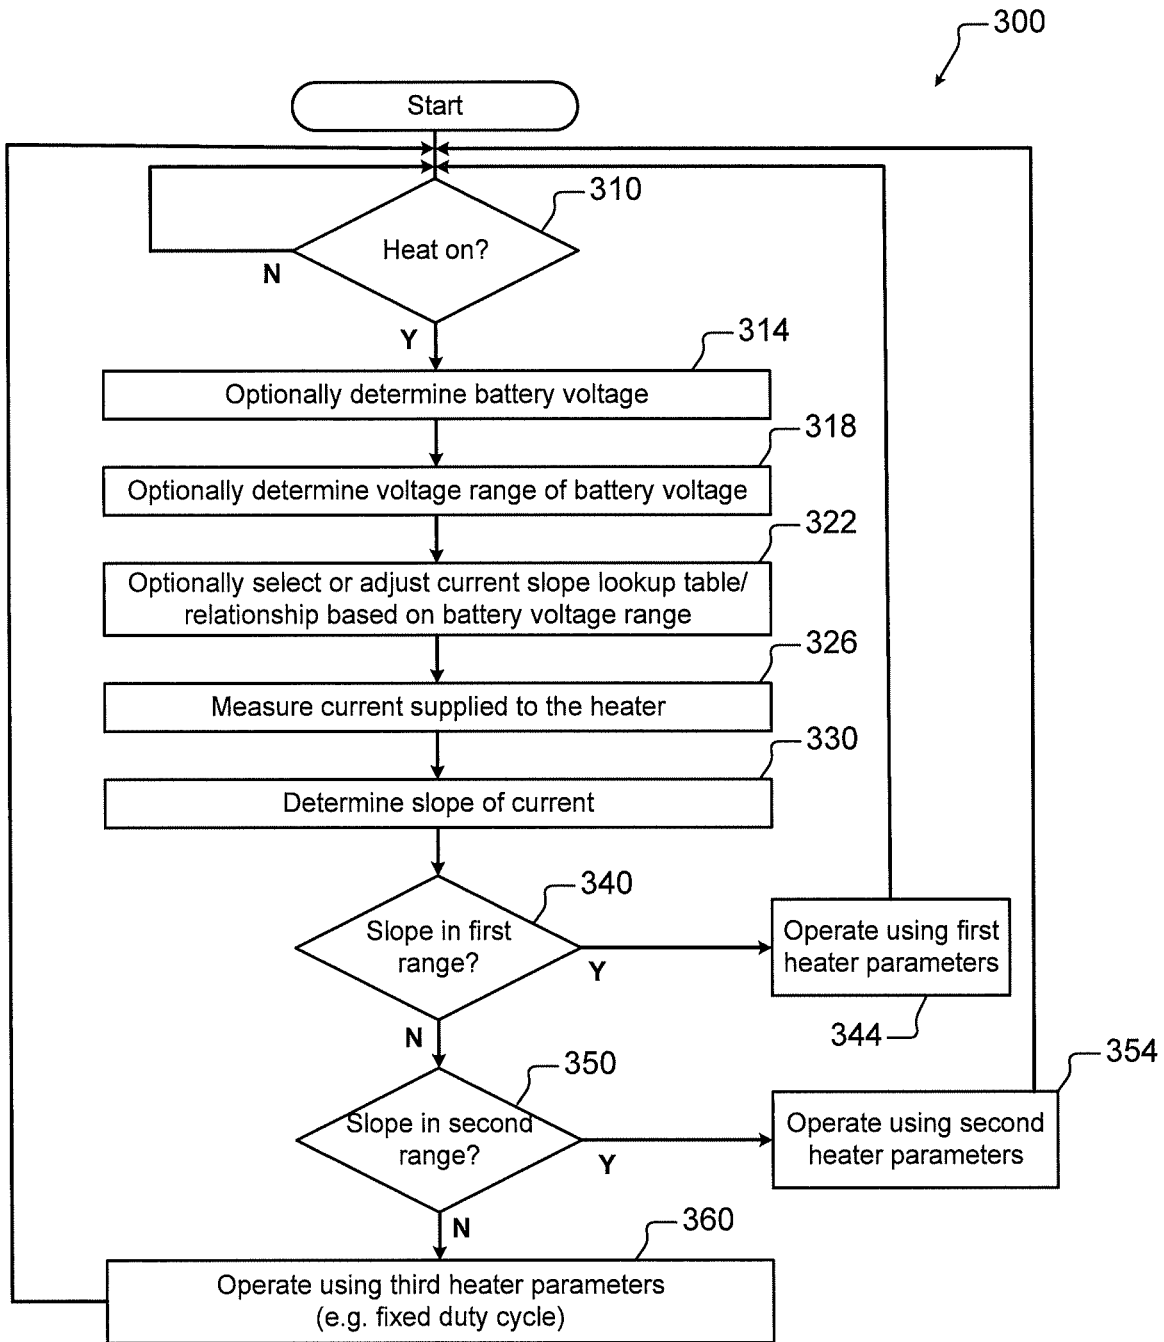 300
Start
310
Heat on?
N
Y
314
Optionally determine battery voltage
318
Optionally determine voltage range of battery voltage
322
Optionally select or adjust current slope lookup table/
relationship based on battery voltage range
326
Measure current supplied to the heater
330
Determine slope of current
340
Slope in first
range?
Y
N
Operate using first
heater parameters
344
350
Slope in second
range?
Y
N
354
Operate using second
heater parameters
360
Operate using third heater parameters
(e.g. fixed duty cycle)